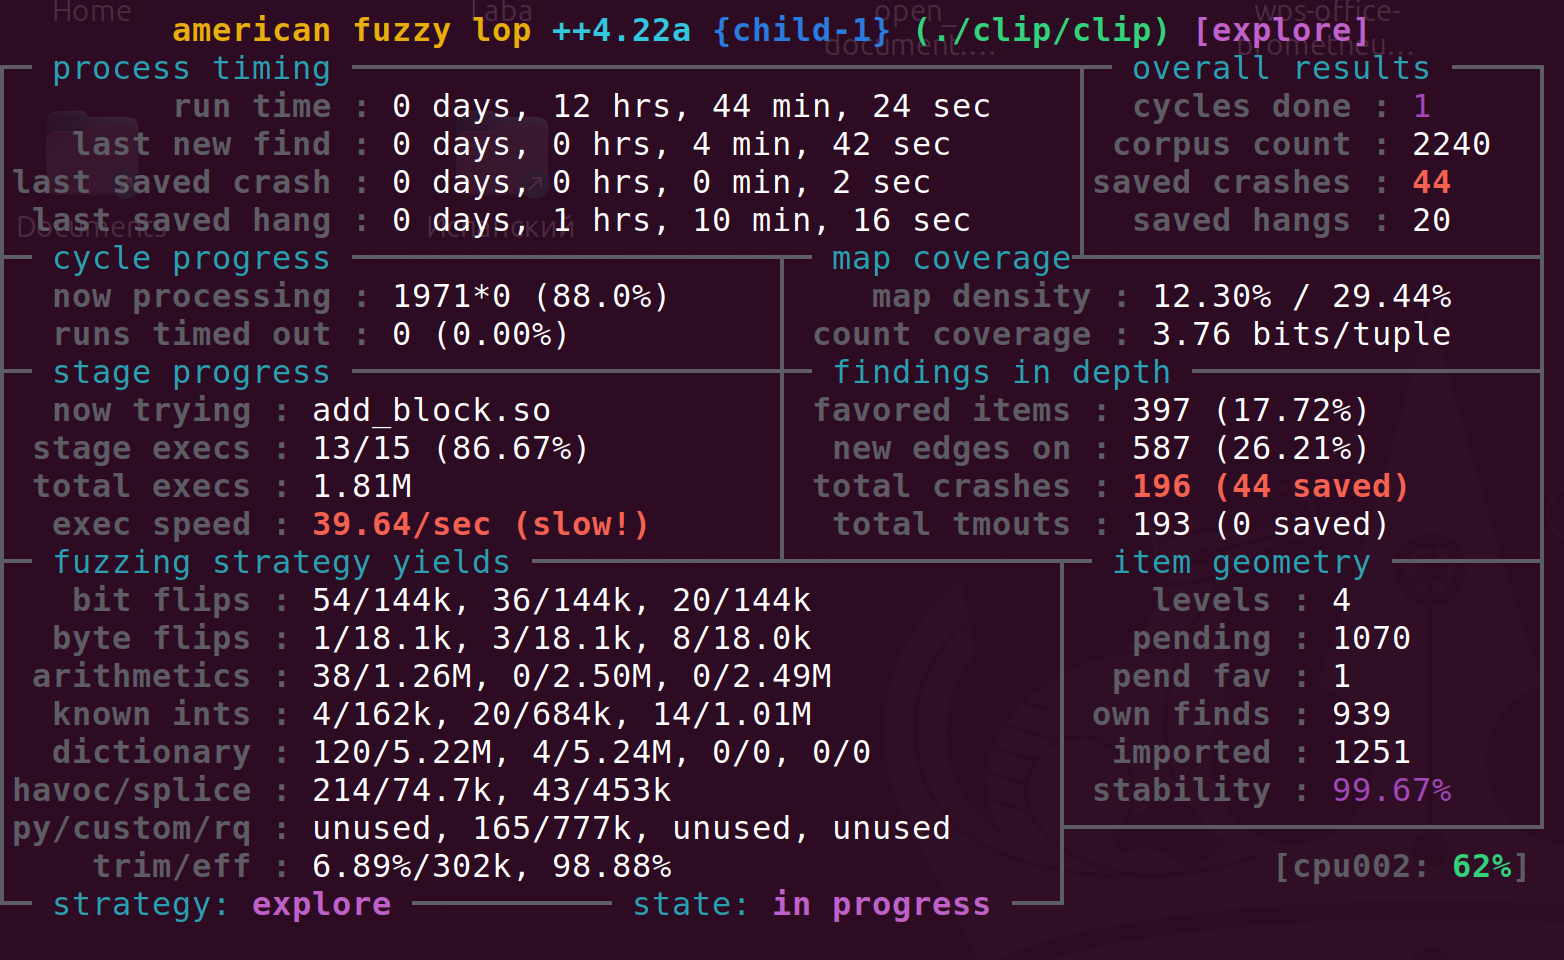 Home Laba open_ wps-office-
document.... prometheu...
american fuzzy lop ++4.22a {child-1} (./clip/clip) [explore]
process timing overall results
run time : 0 days, 12 hrs, 44 min, 24 sec cycles done : 1
last new find : 0 days, 0 hrs, 4 min, 42 sec corpus count : 2240
last saved crash : 0 days, 0 hrs, 0 min, 2 sec saved crashes : 44
last saved hang : 0 days, 1 hrs, 10 min, 16 sec saved hangs : 20
Documents Испанский
cycle progress map coverage
now processing : 1971*0 (88.0%) map density : 12.30% / 29.44%
runs timed out : 0 (0.00%) count coverage : 3.76 bits/tuple
stage progress findings in depth
now trying : add_block.so favored items : 397 (17.72%)
stage execs : 13/15 (86.67%) new edges on : 587 (26.21%)
total execs : 1.81M total crashes : 196 (44 saved)
exec speed : 39.64/sec (slow!) total tmouts : 193 (0 saved)
fuzzing strategy yields item geometry
bit flips : 54/144k, 36/144k, 20/144k levels : 4
byte flips : 1/18.1k, 3/18.1k, 8/18.0k pending : 1070
arithmetics : 38/1.26M, 0/2.50M, 0/2.49M pend fav : 1
known ints : 4/162k, 20/684k, 14/1.01M own finds : 939
dictionary : 120/5.22M, 4/5.24M, 0/0, 0/0 imported : 1251
havoc/splice : 214/74.7k, 43/453k stability : 99.67%
py/custom/rq : unused, 165/777k, unused, unused
trim/eff : 6.89%/302k, 98.88% [cpu002: 62%]
strategy: explore state: in progress